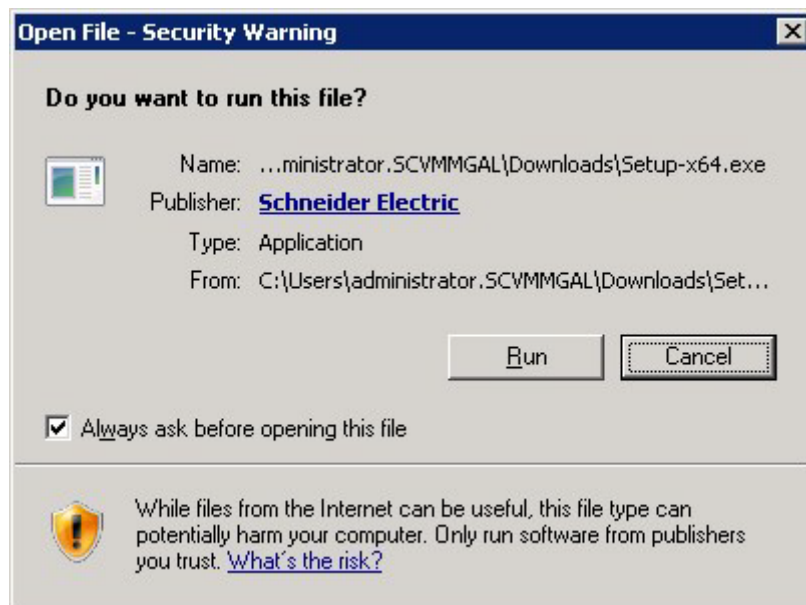 Open File - Security Warning
Do you want to run this file?
Name: ...ministrator.SCVMMGAL\Downloads\Setup-x64.exe
Publisher: Schneider Electric
Type: Application
From: C:\Users\administrator.SCVMMGAL\Downloads\Set...
Run Cancel
Always ask before opening this file
While files from the Internet can be useful, this file type can
potentially harm your computer. Only run software from publishers
you trust. What's the risk?